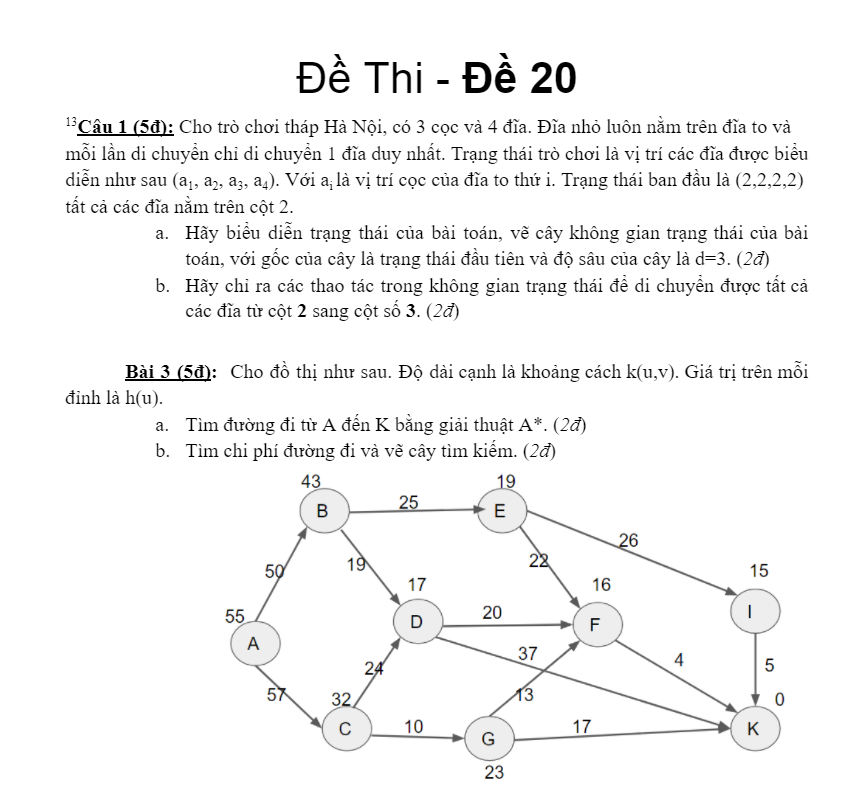 Đề Thi - Đề 20
¹³Câu 1 (5đ): Cho trò chơi tháp Hà Nội, có 3 cọc và 4 đĩa. Đĩa nhỏ luôn nằm trên đĩa to và
mỗi lần di chuyển chỉ di chuyển 1 đĩa duy nhất. Trạng thái trò chơi là vị trí các đĩa được biểu
diễn như sau (a₁, a₂, a₃, a₄). Với aᵢ là vị trí cọc của đĩa to thứ i. Trạng thái ban đầu là (2,2,2,2)
tất cả các đĩa nằm trên cột 2.
a. Hãy biểu diễn trạng thái của bài toán, vẽ cây không gian trạng thái của bài
toán, với gốc của cây là trạng thái đầu tiên và độ sâu của cây là d=3. (2đ)
b. Hãy chỉ ra các thao tác trong không gian trạng thái để di chuyển được tất cả
các đĩa từ cột 2 sang cột số 3. (2đ)
Bài 3 (5đ): Cho đồ thị như sau. Độ dài cạnh là khoảng cách k(u,v). Giá trị trên mỗi
đỉnh là h(u).
a. Tìm đường đi từ A đến K bằng giải thuật A*. (2đ)
b. Tìm chi phí đường đi và vẽ cây tìm kiếm. (2đ)
43
19
B
25
E
26
50
19
22
15
17
16
55
20
I
D
F
A
37
4
5
24
57
32
13
0
C
10
G
17
K
23